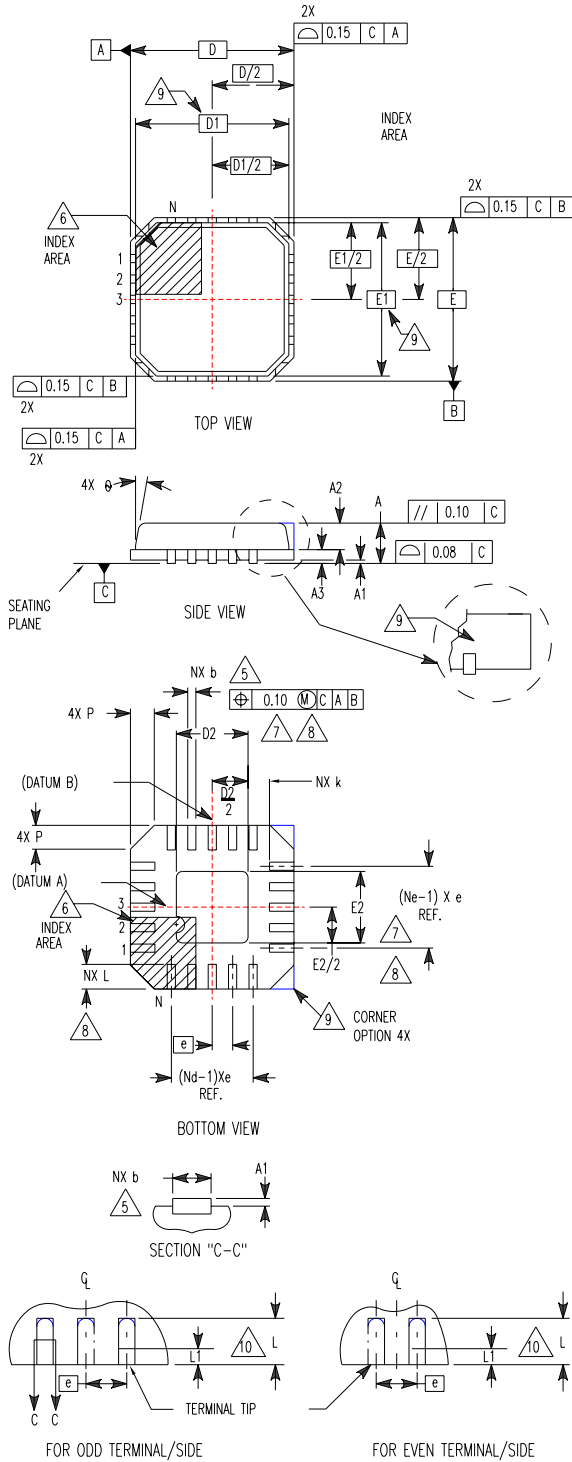 2X
0.15 C A
A
D
D/2
9
D1
INDEX
AREA
D1/2
2X
0.15 C B
N
6
INDEX
AREA
1
2
3
E1/2
E/2
E1
E
9
0.15 C B
2X
B
0.15 C A
2X
TOP VIEW
4X θ
A2
A
// 0.10 C
0.08 C
C
A3
A1
SEATING
PLANE
SIDE VIEW
9
NX b
5
⌖ 0.10 Ⓜ C A B
4X P
D2
7
8
(DATUM B)
D2
2
NX k
4X P
(DATUM A)
6
INDEX
AREA
3
2
1
E2
(Ne-1) X e
REF.
7
E2/2
8
NX L
8
N
9
CORNER
OPTION 4X
e
(Nd-1)Xe
REF.
BOTTOM VIEW
NX b
A1
5
SECTION "C-C"
CL
CL
10
L
10
L
L1
L1
e
e
C C
TERMINAL TIP
FOR ODD TERMINAL/SIDE
FOR EVEN TERMINAL/SIDE